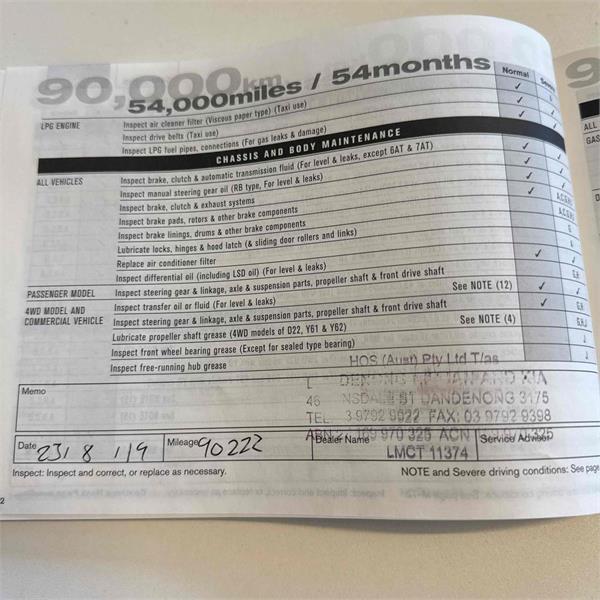 90,000km
54,000miles / 54months
Normal
LPG ENGINE
Inspect air cleaner filter (Viscous paper type) (Taxi use)
Inspect drive belts (Taxi use)
Inspect LPG fuel pipes, connections (For gas leaks & damage)
CHASSIS AND BODY MAINTENANCE
ALL VEHICLES
Inspect brake, clutch & automatic transmission fluid (For level & leaks, except 6AT & 7AT)
Inspect manual steering gear oil (RB type, For level & leaks)
Inspect brake, clutch & exhaust systems
Inspect brake pads, rotors & other brake components
Inspect brake linings, drums & other brake components
Lubricate locks, hinges & hood latch (& sliding door rollers and links)
Replace air conditioner filter
Inspect differential oil (including LSD oil) (For level & leaks)
PASSENGER MODEL
Inspect steering gear & linkage, axle & suspension parts, propeller shaft & front drive shaft
4WD MODEL AND
COMMERCIAL VEHICLE
Inspect transfer oil or fluid (For level & leaks) See NOTE (12)
Inspect steering gear & linkage, axle & suspension parts, propeller shaft & front drive shaft
Lubricate propeller shaft grease (4WD models of D22, Y61 & Y62) See NOTE (4)
Inspect front wheel bearing grease (Except for sealed type bearing)
Inspect free-running hub grease
HOS (Aust) Pty Ltd T/as
Memo
46 ST DANDENONG 3175
TEL 3 9792 9922 FAX: 03 9792 9398
970 325 ACN 325
LMCT 11374
Date 23/ 8 /19
Mileage 90222
Dealer Name
Service Advisor
Inspect: Inspect and correct, or replace as necessary.
NOTE and Severe driving conditions: See page
2
ALL
GAS